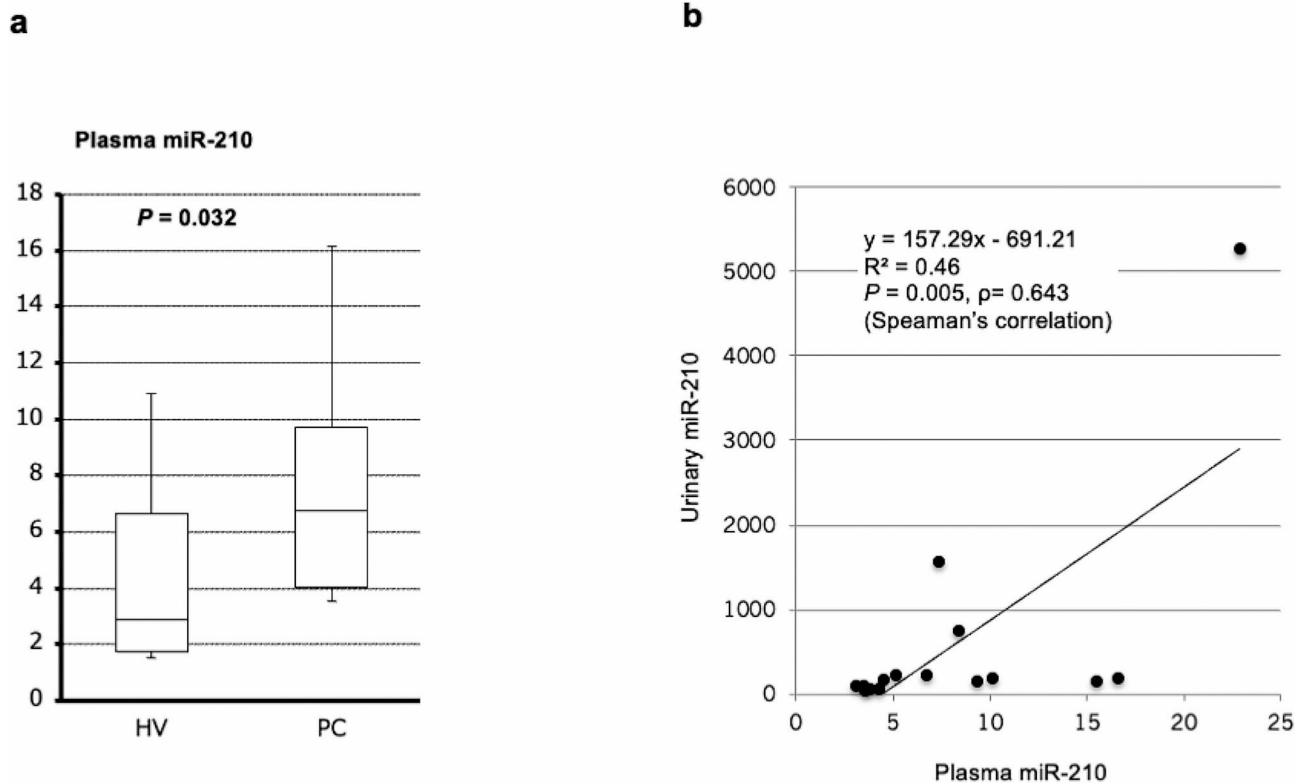 a
Plasma miR-210
P = 0.032
18
16
14
12
10
8
6
4
2
0
HV
PC
b
Urinary miR-210
6000
5000
4000
3000
2000
1000
0
y = 157.29x - 691.21
R² = 0.46
P = 0.005, ρ= 0.643
(Speaman's correlation)
0 5 10 15 20 25
Plasma miR-210